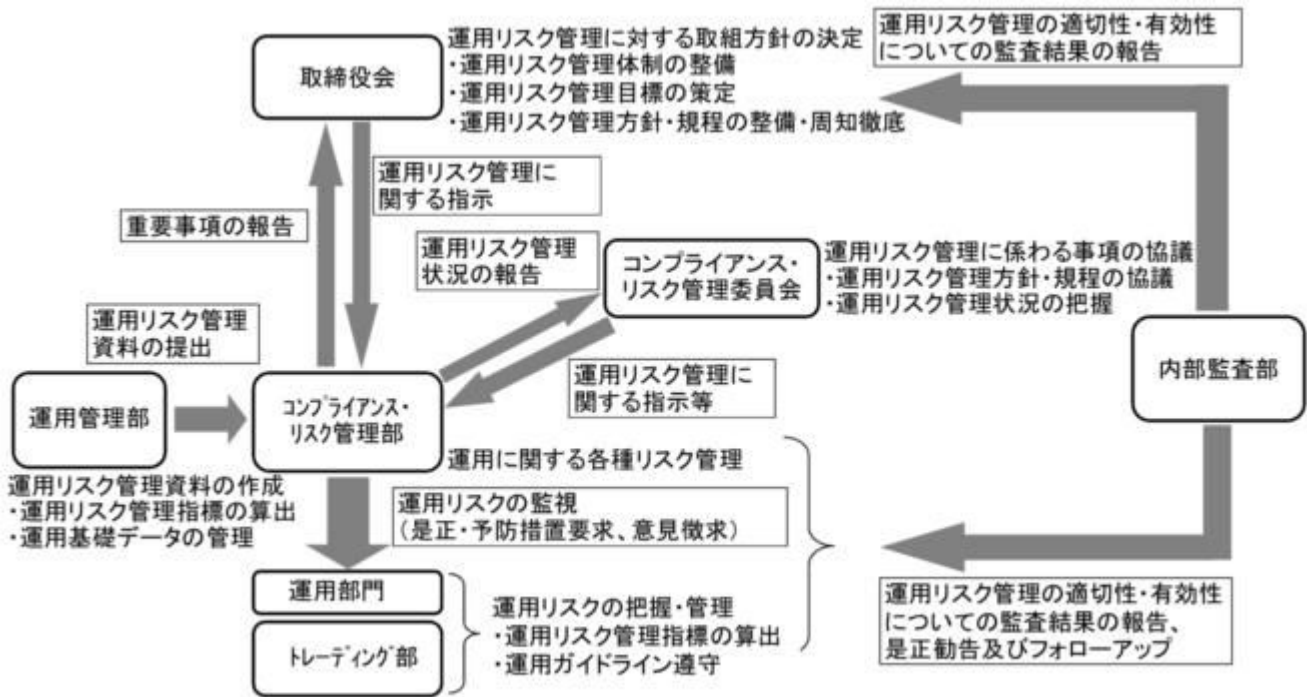 取締役会
運用リスク管理に対する取組方針の決定
・運用リスク管理体制の整備
・運用リスク管理目標の策定
・運用リスク管理方針・規程の整備・周知徹底
運用リスク管理の適切性・有効性
についての監査結果の報告
運用リスク管理に
関する指示
重要事項の報告
運用リスク管理
状況の報告
コンプライアンス・
リスク管理委員会
運用リスク管理に係わる事項の協議
・運用リスク管理方針・規程の協議
・運用リスク管理状況の把握
運用リスク管理
資料の提出
内部監査部
運用管理部
コンプライアンス・
リスク管理部
運用リスク管理に
関する指示等
運用に関する各種リスク管理
運用リスク管理資料の作成
・運用リスク管理指標の算出
・運用基礎データの管理
運用リスクの監視
(是正・予防措置要求、意見徴求)
運用部門
トレーディング部
運用リスクの把握・管理
・運用リスク管理指標の算出
・運用ガイドライン遵守
運用リスク管理の適切性・有効性
についての監査結果の報告、
是正勧告及びフォローアップ